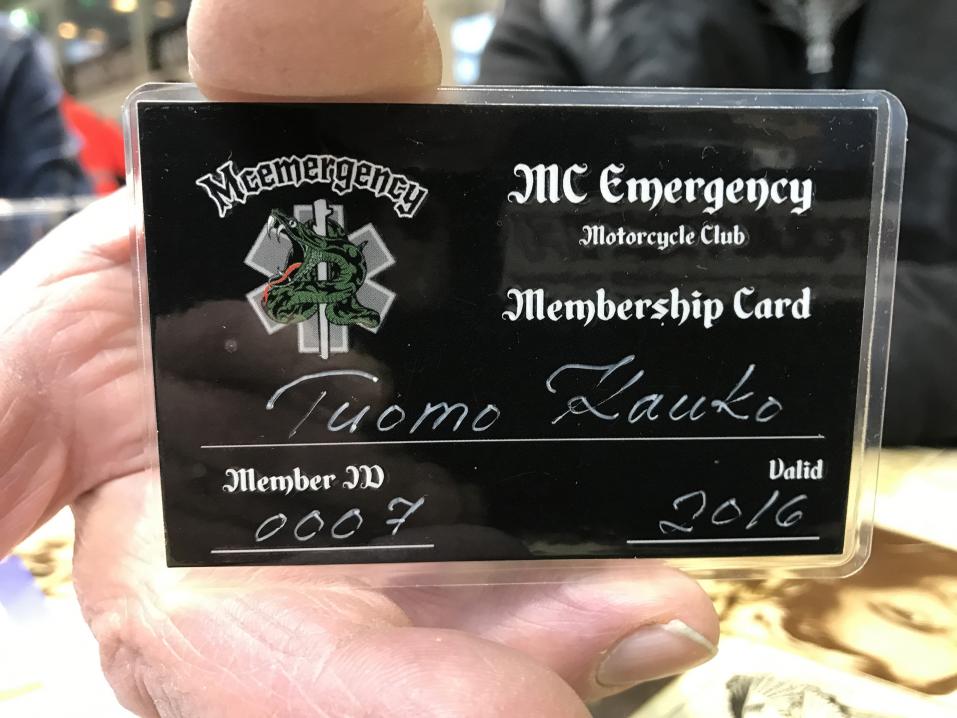 Mcemergency
MC Emergency
Motorcycle Club
Membership Card
Tuomo Kauko
Member ID
Valid
0007
2016